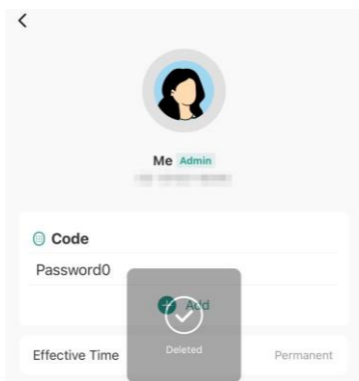 Me Admin
Code
Password0
Add
Deleted
Effective Time Permanent